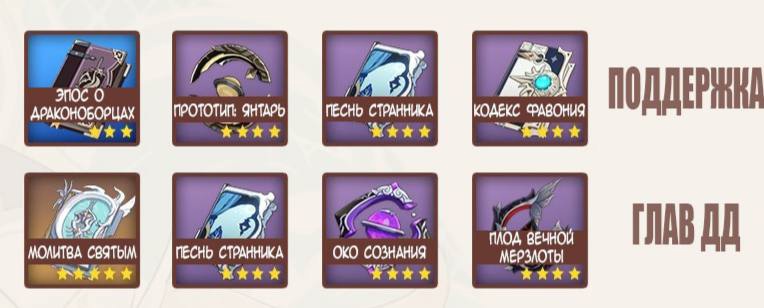 ЭПОС О
ДРАКОНОБОРЦАХ
ПРОТОТИП: ЯНТАРЬ
ПЕСНЬ СТРАННИКА
КОДЕКС ФАВОНИЯ
ПОДДЕРЖКА
МОЛИТВА СВЯТЫМ
ПЕСНЬ СТРАННИКА
ОКО СОЗНАНИЯ
ПЛОД ВЕЧНОЙ
МЕРЗЛОТЫ
ГЛАВ ДД